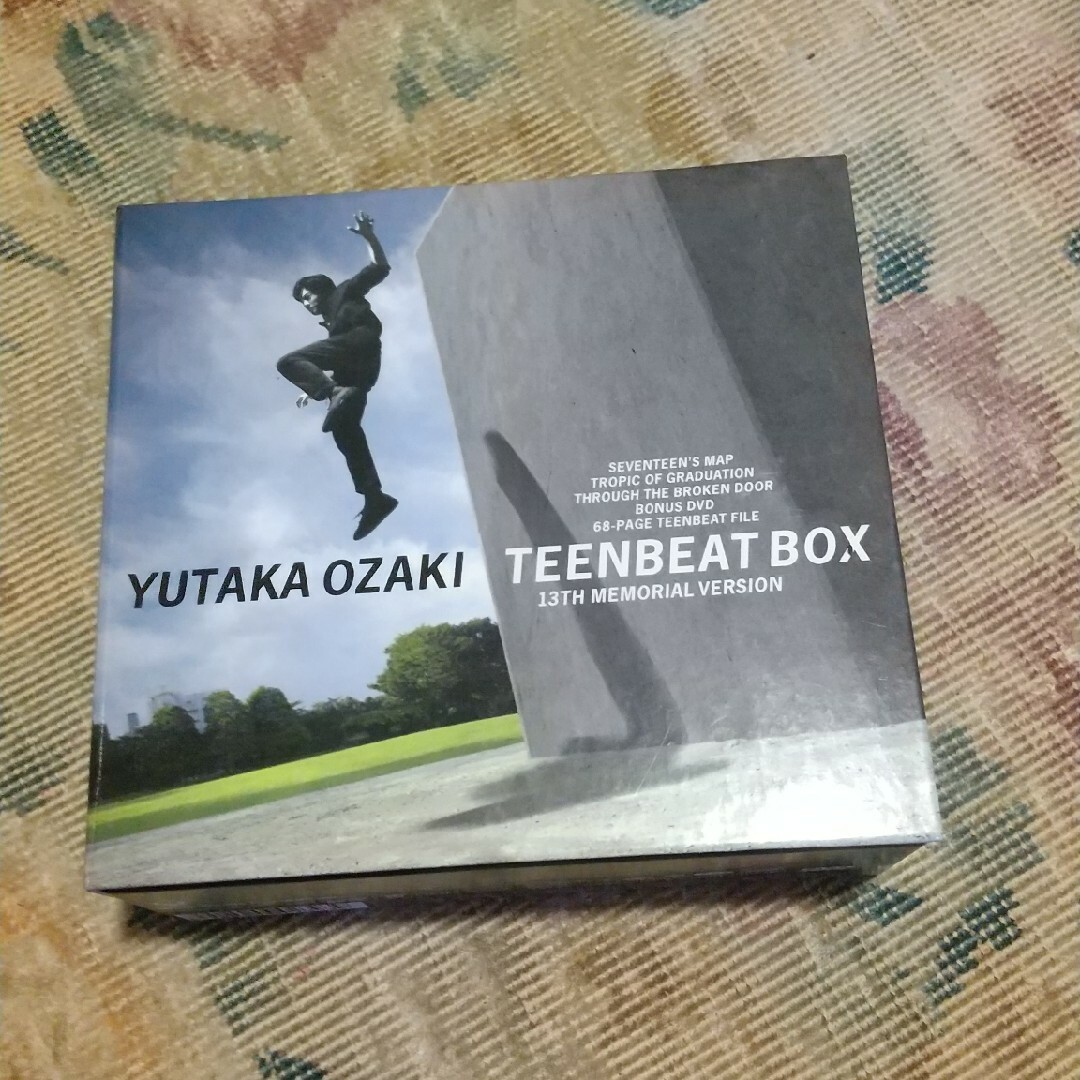 SEVENTEEN'S MAP
TROPIC OF GRADUATION
THROUGH THE BROKEN DOOR
BONUS DVD
68-PAGE TEENBEAT FILE
YUTAKA OZAKI
TEENBEAT BOX
13TH MEMORIAL VERSION